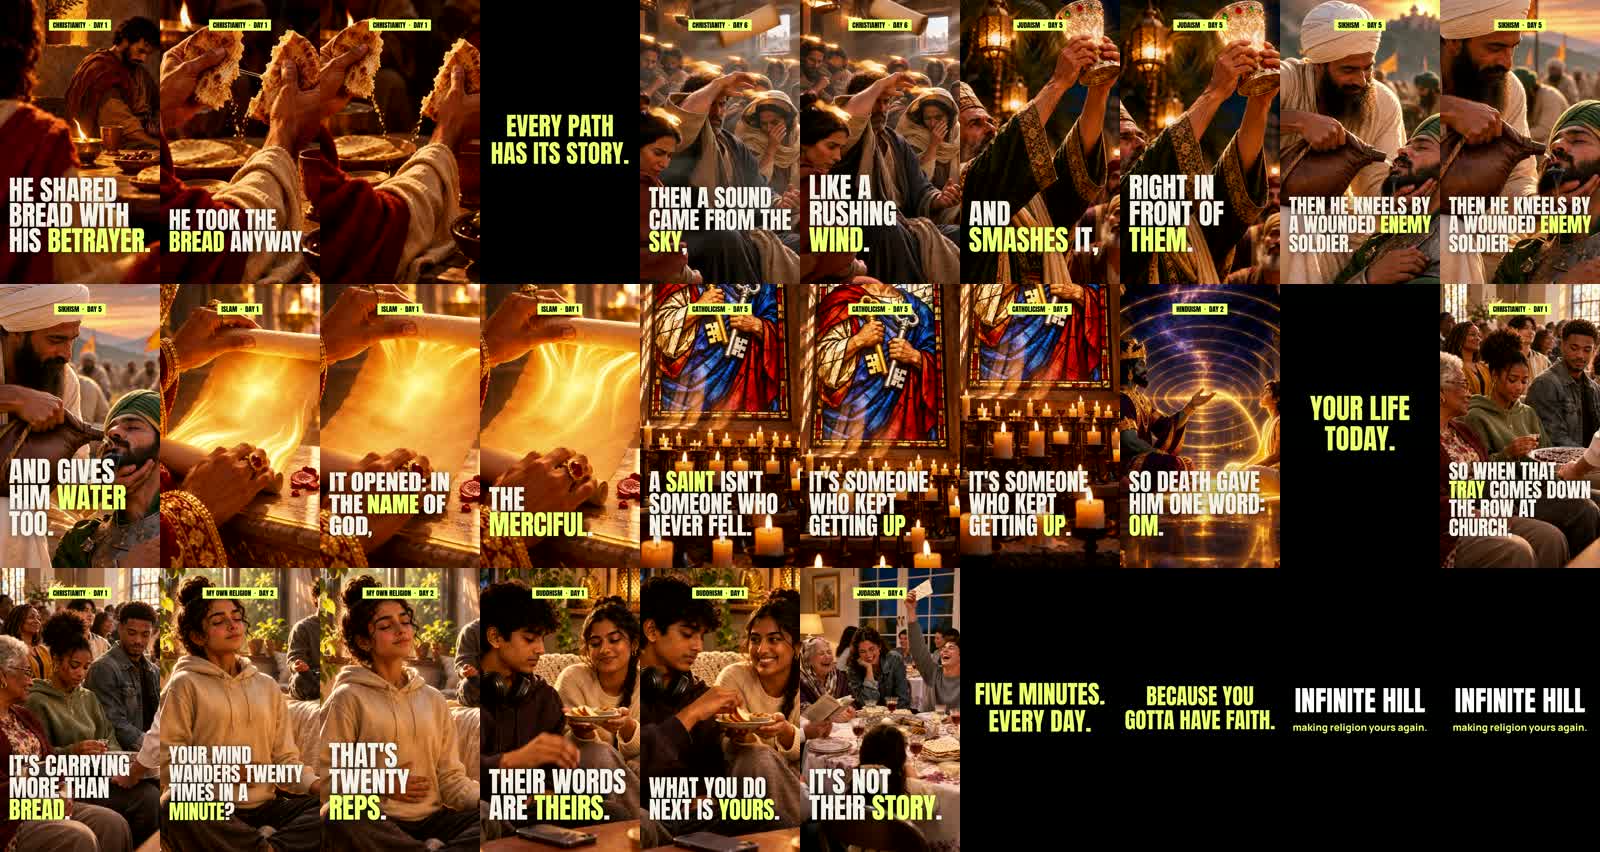 CHRISTIANITY · DAY 1
HE SHARED
BREAD WITH
HIS BETRAYER.
CHRISTIANITY · DAY 1
HE TOOK THE
BREAD ANYWAY.
CHRISTIANITY · DAY 1
EVERY PATH
HAS ITS STORY.
CHRISTIANITY · DAY 6
THEN A SOUND
CAME FROM THE
SKY,
CHRISTIANITY · DAY 6
LIKE A
RUSHING
WIND.
JUDAISM · DAY 5
AND
SMASHES IT,
JUDAISM · DAY 5
RIGHT IN
FRONT OF
THEM.
SIKHISM · DAY 5
THEN HE KNEELS BY
A WOUNDED ENEMY
SOLDIER.
SIKHISM · DAY 5
THEN HE KNEELS BY
A WOUNDED ENEMY
SOLDIER.
SIKHISM · DAY 5
AND GIVES
HIM WATER
TOO.
ISLAM · DAY 1
ISLAM · DAY 1
IT OPENED: IN
THE NAME OF
GOD,
ISLAM · DAY 1
THE
MERCIFUL.
CATHOLICISM · DAY 5
A SAINT ISN'T
SOMEONE WHO
NEVER FELL.
CATHOLICISM · DAY 5
IT'S SOMEONE
WHO KEPT
GETTING UP.
CATHOLICISM · DAY 5
IT'S SOMEONE
WHO KEPT
GETTING UP.
HINDUISM · DAY 2
SO DEATH GAVE
HIM ONE WORD:
OM.
YOUR LIFE
TODAY.
CHRISTIANITY · DAY 1
SO WHEN THAT
TRAY COMES DOWN
THE ROW AT
CHURCH,
CHRISTIANITY · DAY 1
IT'S CARRYING
MORE THAN
BREAD.
MY OWN RELIGION · DAY 2
YOUR MIND
WANDERS TWENTY
TIMES IN A
MINUTE?
MY OWN RELIGION · DAY 2
THAT'S
TWENTY
REPS.
BUDDHISM · DAY 1
THEIR WORDS
ARE THEIRS.
BUDDHISM · DAY 1
WHAT YOU DO
NEXT IS YOURS.
JUDAISM · DAY 4
IT'S NOT
THEIR STORY.
FIVE MINUTES.
EVERY DAY.
BECAUSE YOU
GOTTA HAVE FAITH.
INFINITE HILL
making religion yours again.
INFINITE HILL
making religion yours again.